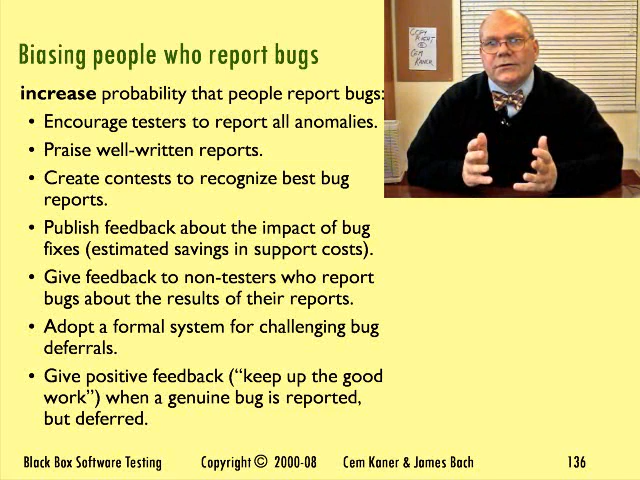 Biasing people who report bugs
increase probability that people report bugs:
• Encourage testers to report all anomalies.
• Praise well-written reports.
• Create contests to recognize best bug
reports.
• Publish feedback about the impact of bug
fixes (estimated savings in support costs).
• Give feedback to non-testers who report
bugs about the results of their reports.
• Adopt a formal system for challenging bug
deferrals.
• Give positive feedback (“keep up the good
work”) when a genuine bug is reported,
but deferred.
COPY
RIGHT
©
CEM
KANER
Black Box Software Testing Copyright © 2000-08 Cem Kaner & James Bach 136